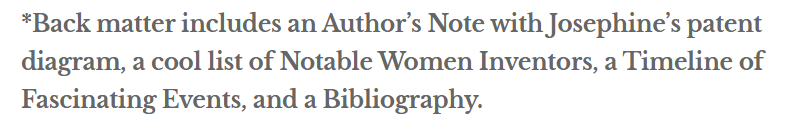 *Back matter includes an Author’s Note with Josephine’s patent
diagram, a cool list of Notable Women Inventors, a Timeline of
Fascinating Events, and a Bibliography.